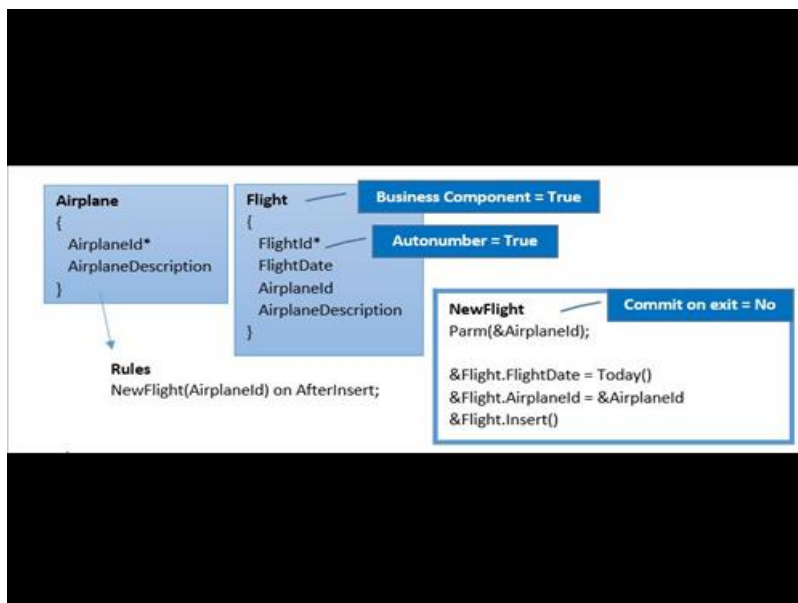 Airplane
{
AirplaneId*
AirplaneDescription
}
Flight
{
FlightId*
FlightDate
AirplaneId
AirplaneDescription
}
Business Component = True
Autonumber = True
Rules
NewFlight(AirplaneId) on AfterInsert;
NewFlight
Commit on exit = No
Parm(&AirplaneId);
&Flight.FlightDate = Today()
&Flight.AirplaneId = &AirplaneId
&Flight.Insert()